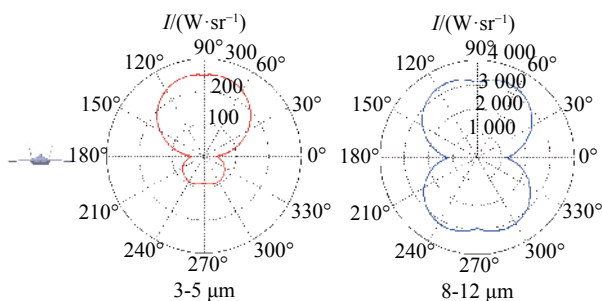 I/(W·sr⁻¹)
90° 300
120° 60°
200
150° 100 30°
180° 0°
210° 330°
240° 300°
270°
3-5 μm
I/(W·sr⁻¹)
90° 4 000
120° 3 000 60°
2 000
150° 1 000 30°
180° 0°
210° 330°
240° 300°
270°
8-12 μm